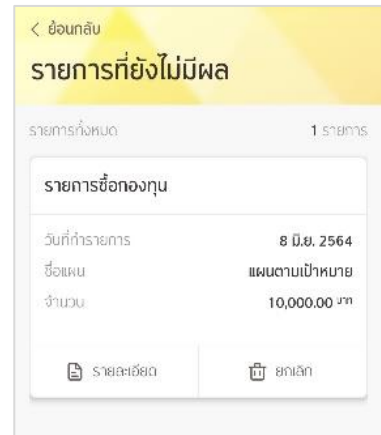 < ย้อนกลับ
รายการที่ยังไม่มีผล
รายการทั้งหมด 1 รายการ
รายการซื้อกองทุน
วันที่ทำรายการ 8 มิ.ย. 2564
ชื่อแผน แผนตามเป้าหมาย
จำนวน 10,000.00 บาท
รายละเอียด ยกเลิก